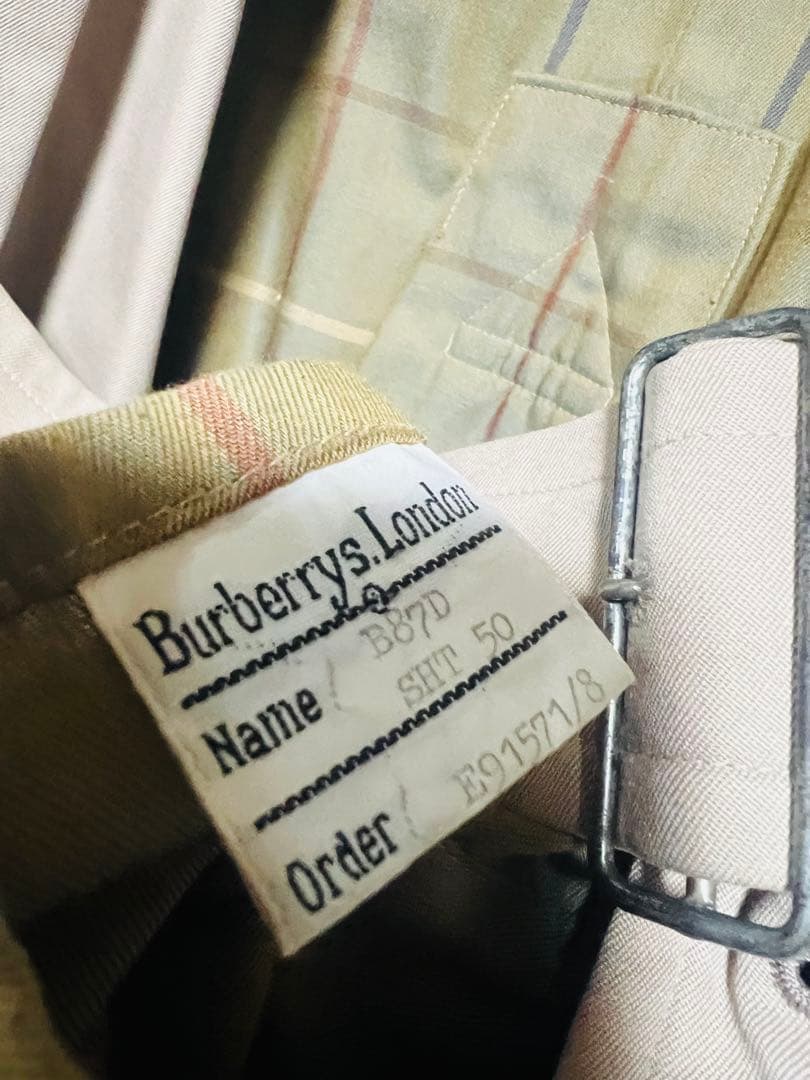 Burberrys.London
B87D
Name SHT 50
Order E91571/8